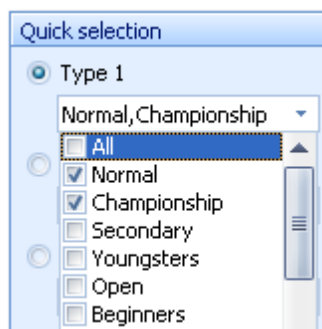 Quick selection
Type 1
Normal,Championship
All
Normal
Championship
Secondary
Youngsters
Open
Beginners